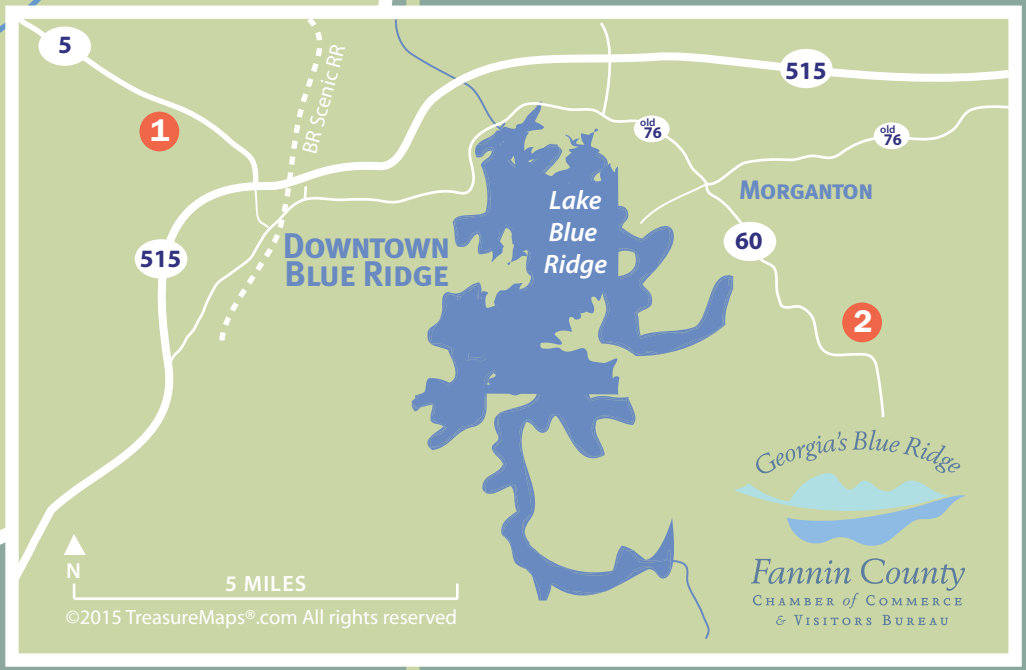 5
515
1
BR Scenic RR
old
76
old
76
MORGANTON
Lake
Blue
Ridge
60
DOWNTOWN
BLUE RIDGE
515
2
Georgia's Blue Ridge
Fannin County
CHAMBER of COMMERCE
& VISITORS BUREAU
N
5 MILES
©2015 TreasureMaps®.com All rights reserved